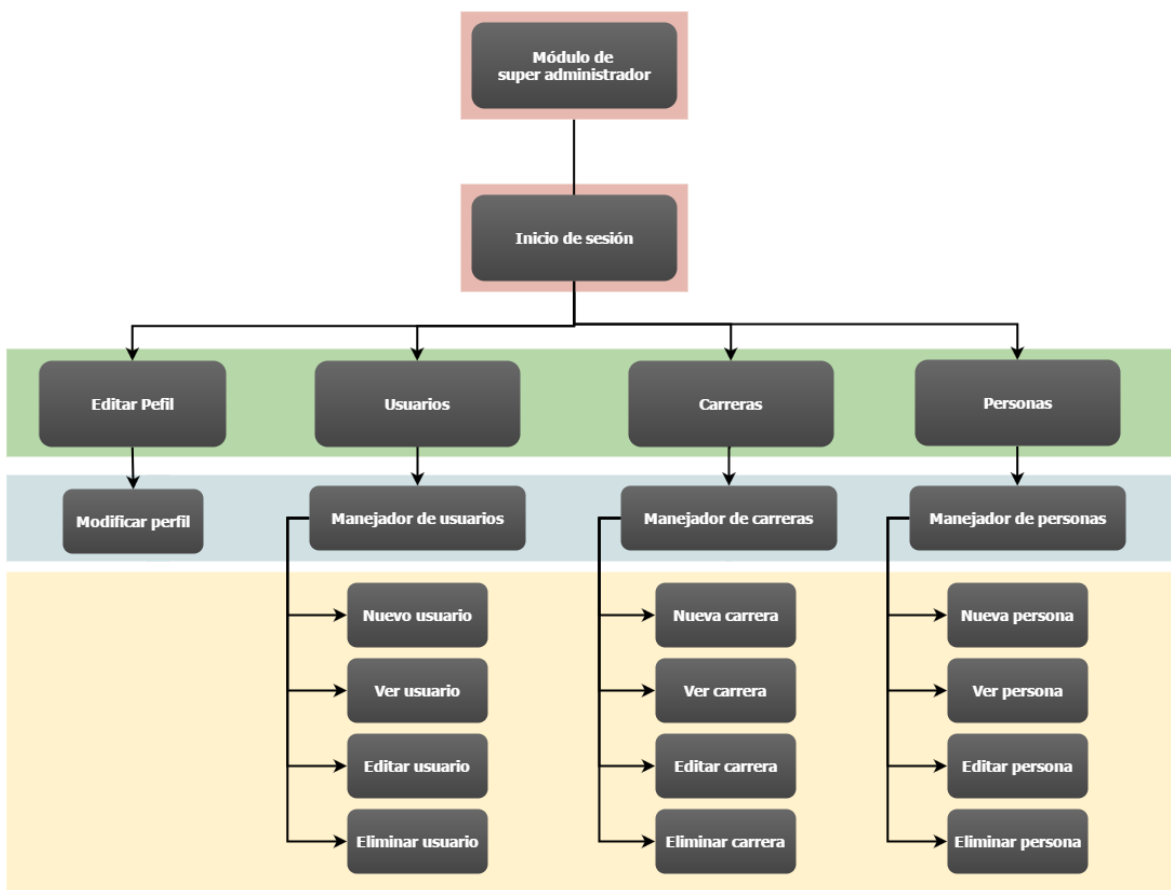 Módulo de
super administrador
Inicio de sesión
Editar Pefil
Usuarios
Carreras
Personas
Modificar perfil
Manejador de usuarios
Manejador de carreras
Manejador de personas
Nuevo usuario
Nueva carrera
Nueva persona
Ver usuario
Ver carrera
Ver persona
Editar usuario
Editar carrera
Editar persona
Eliminar usuario
Eliminar carrera
Eliminar persona